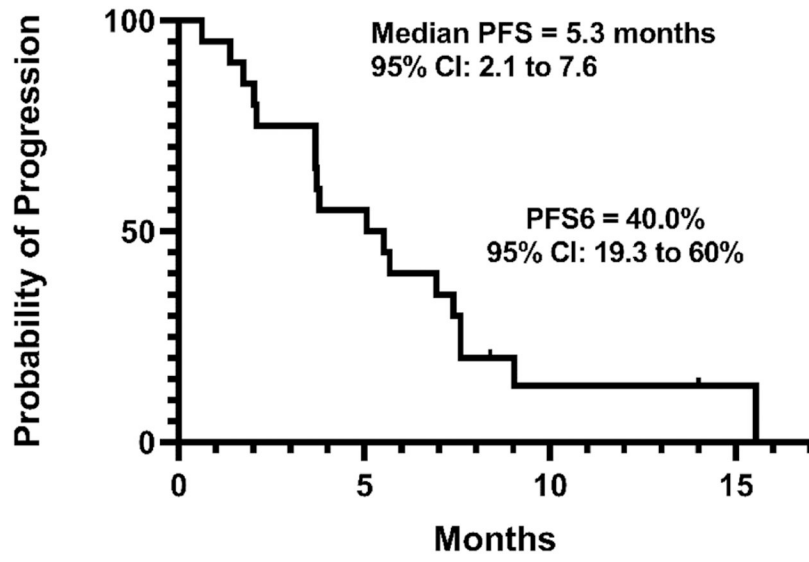 Probability of Progression
100
50
0
Median PFS = 5.3 months
95% CI: 2.1 to 7.6
PFS6 = 40.0%
95% CI: 19.3 to 60%
0 5 10 15
Months